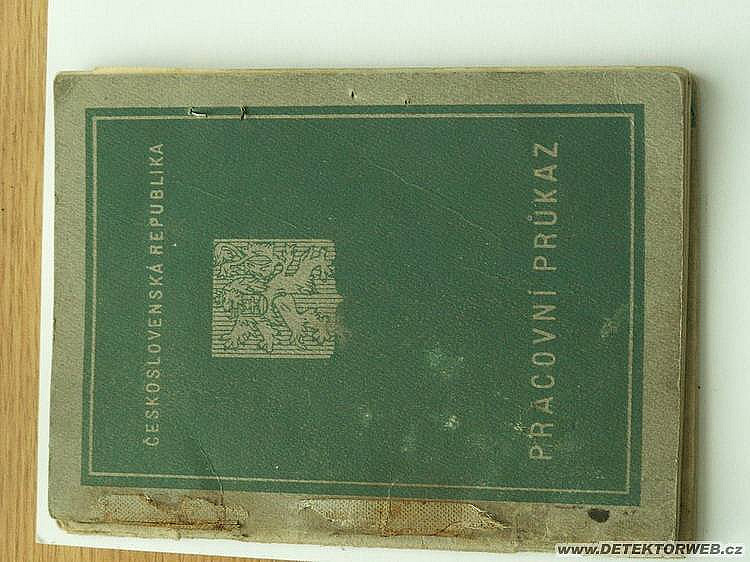 ČESKOSLOVENSKÁ REPUBLIKA
PRACOVNÍ PRŮKAZ
www.DETEKTORWEB.cz